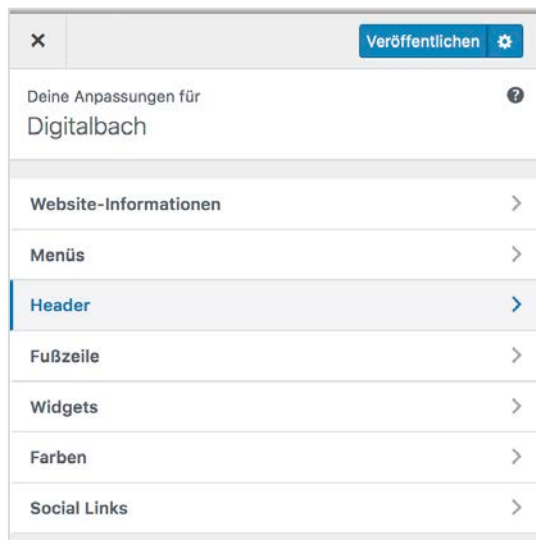 Veröffentlichen
Deine Anpassungen für
Digitalbach
Website-Informationen
Menüs
Header
Fußzeile
Widgets
Farben
Social Links